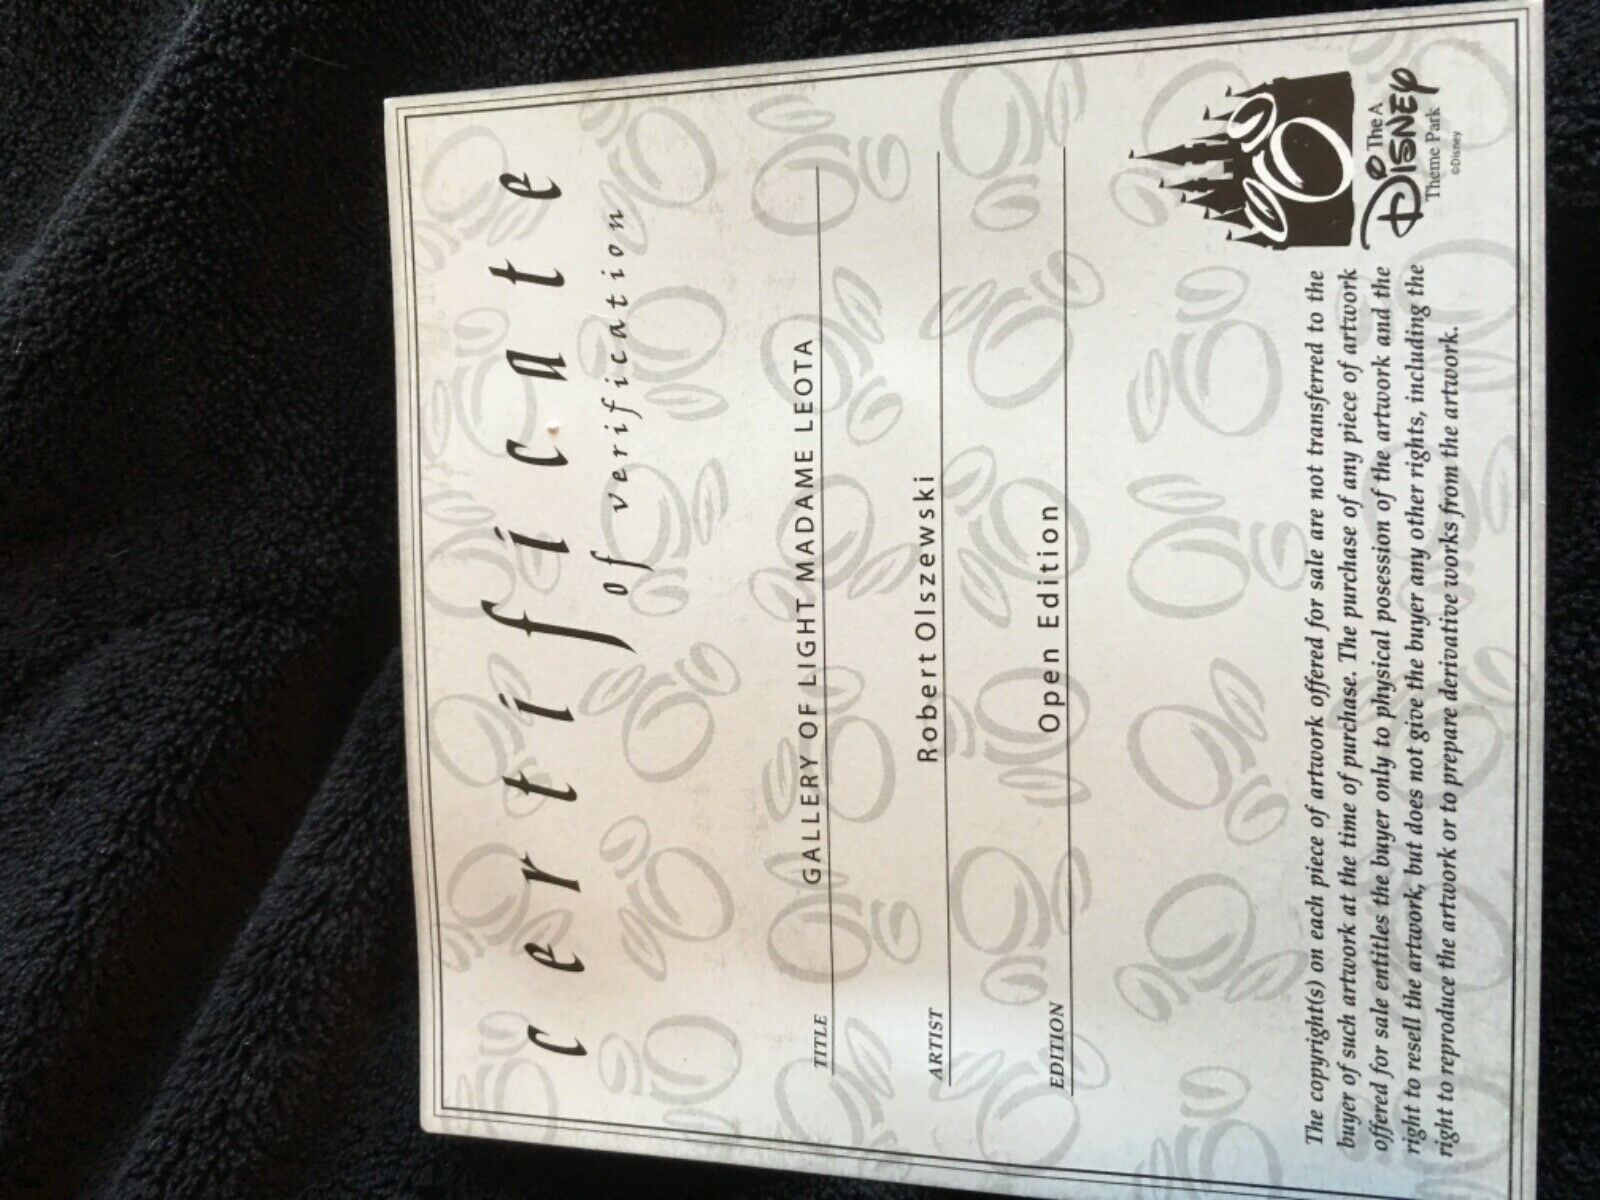 certificate
of verification
TITLE GALLERY OF LIGHT MADAME LEOTA
ARTIST Robert Olszewski
EDITION Open Edition
The copyright(s) on each piece of artwork offered for sale are not transferred to the
buyer of such artwork at the time of purchase. The purchase of any piece of artwork
offered for sale entitles the buyer only to physical posession of the artwork and the
right to resell the artwork, but does not give the buyer any other rights, including the
right to reproduce the artwork or to prepare derivative works from the artwork.
The A
DISNEY
Theme Park
©Disney